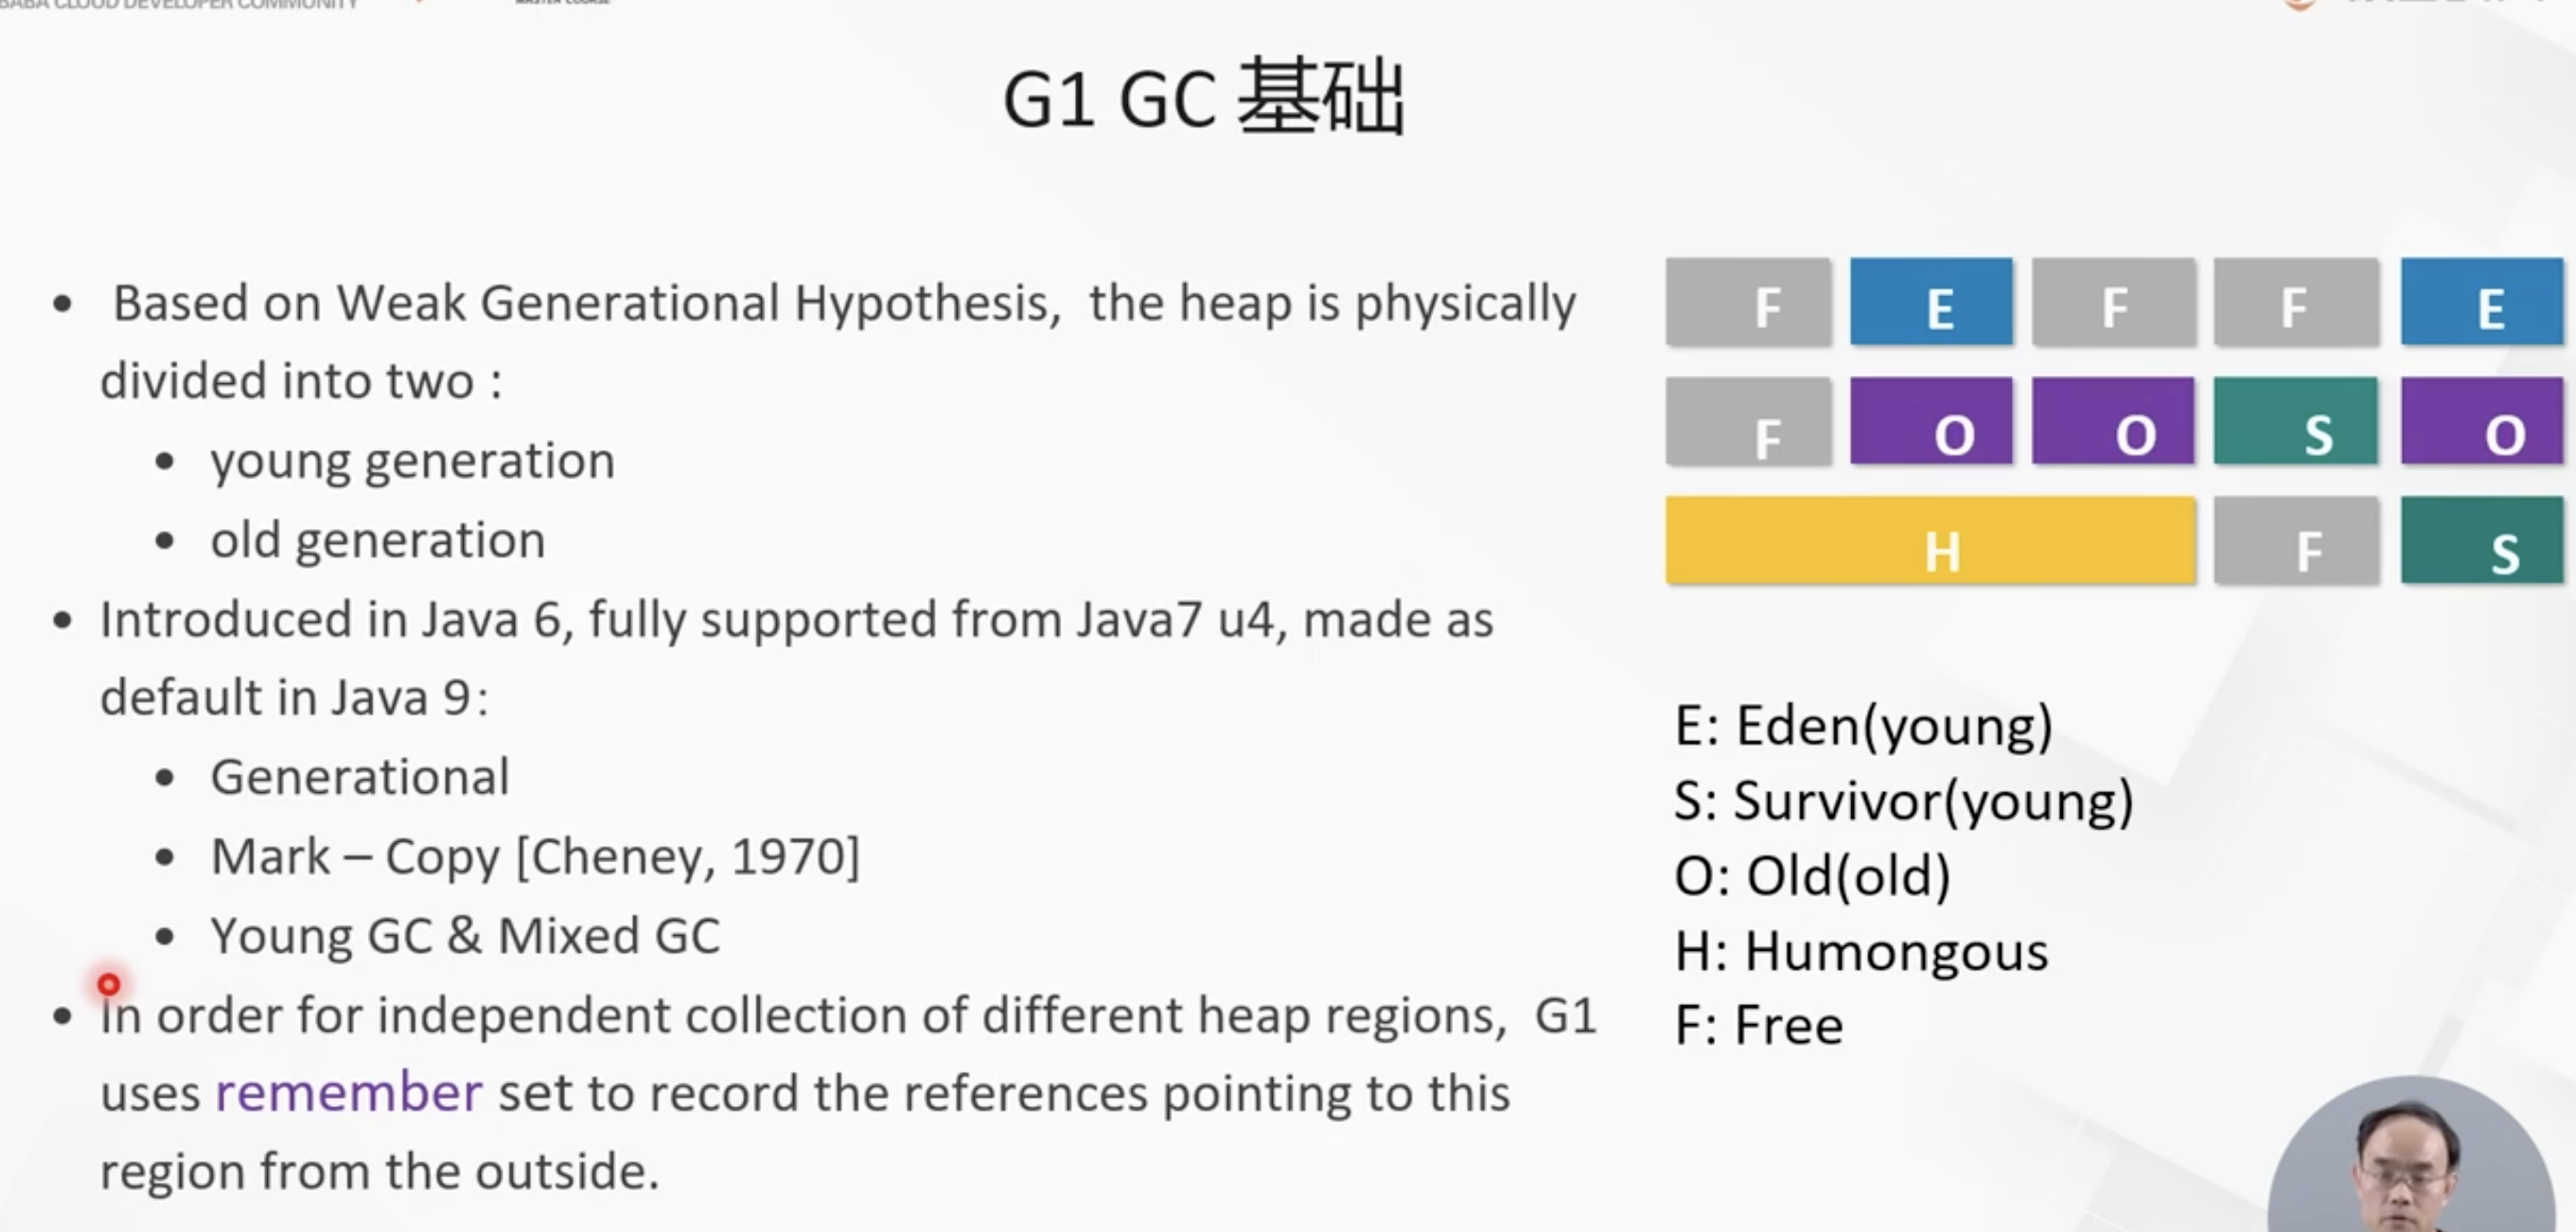 BABA CLOUD DEVELOPER COMMUNITY
MASTER COURSE
G1 GC 基础
• Based on Weak Generational Hypothesis, the heap is physically
divided into two :
• young generation
• old generation
• Introduced in Java 6, fully supported from Java7 u4, made as
default in Java 9:
• Generational
• Mark – Copy [Cheney, 1970]
• Young GC & Mixed GC
• In order for independent collection of different heap regions, G1
uses remember set to record the references pointing to this
region from the outside.
F E F F E
F O O S O
H F S
E: Eden(young)
S: Survivor(young)
O: Old(old)
H: Humongous
F: Free